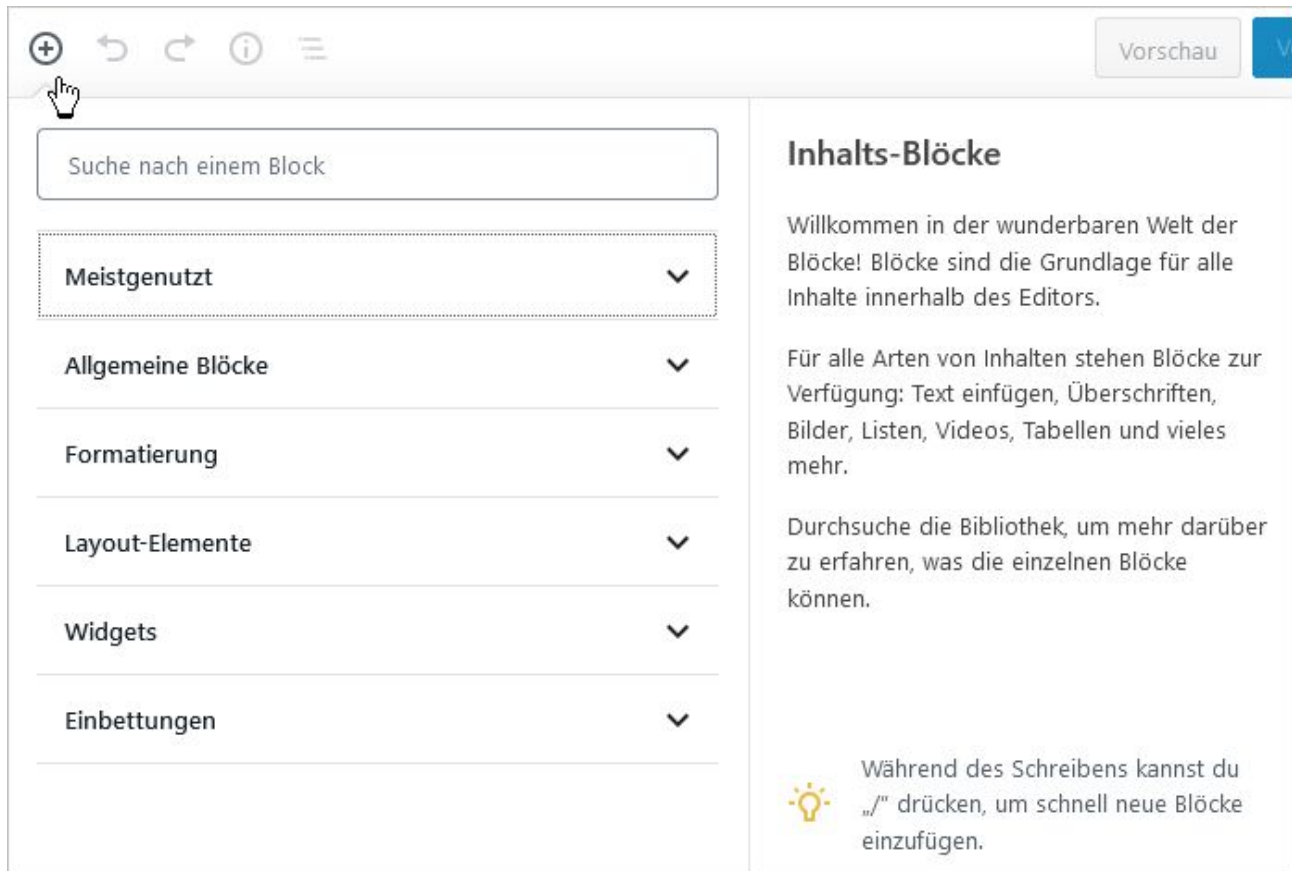 Vorschau
Suche nach einem Block
Meistgenutzt
Allgemeine Blöcke
Formatierung
Layout-Elemente
Widgets
Einbettungen
Inhalts-Blöcke
Willkommen in der wunderbaren Welt der
Blöcke! Blöcke sind die Grundlage für alle
Inhalte innerhalb des Editors.
Für alle Arten von Inhalten stehen Blöcke zur
Verfügung: Text einfügen, Überschriften,
Bilder, Listen, Videos, Tabellen und vieles
mehr.
Durchsuche die Bibliothek, um mehr darüber
zu erfahren, was die einzelnen Blöcke
können.
Während des Schreibens kannst du
„/“ drücken, um schnell neue Blöcke
einzufügen.